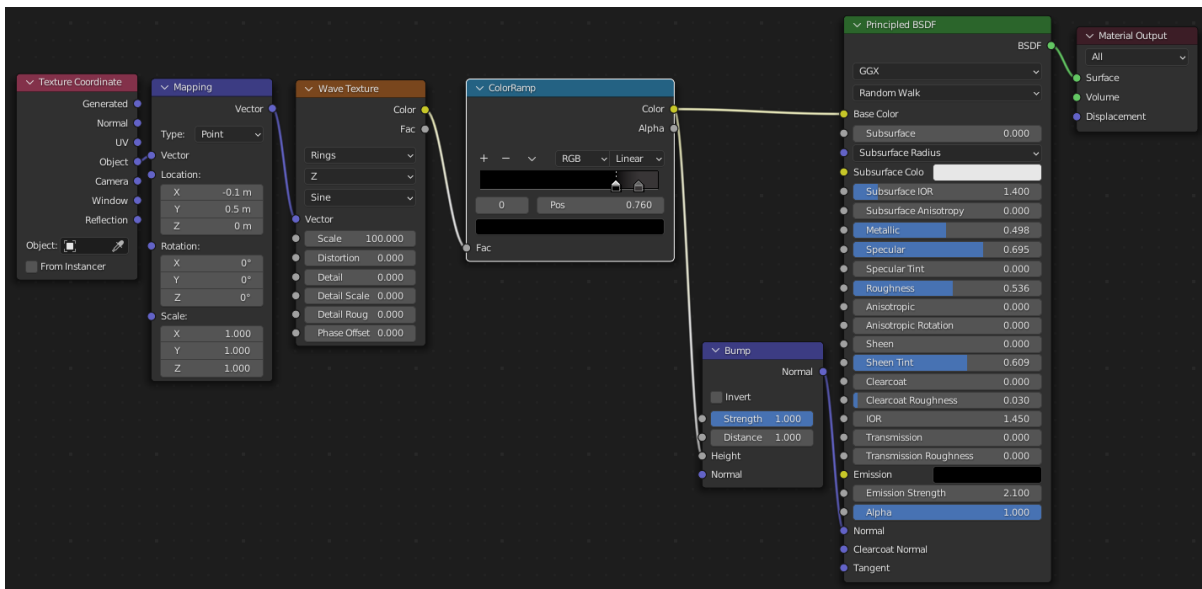 Texture Coordinate
Generated
Normal
UV
Object
Camera
Window
Reflection
Object:
From Instancer
Mapping
Vector
Type: Point
Vector
Location:
X -0.1 m
Y 0.5 m
Z 0 m
Rotation:
X 0°
Y 0°
Z 0°
Scale:
X 1.000
Y 1.000
Z 1.000
Wave Texture
Color
Fac
Rings
Z
Sine
Vector
Scale 100.000
Distortion 0.000
Detail 0.000
Detail Scale 0.000
Detail Roug 0.000
Phase Offset 0.000
ColorRamp
Color
Alpha
RGB Linear
0 Pos 0.760
Fac
Bump
Normal
Invert
Strength 1.000
Distance 1.000
Height
Normal
Principled BSDF
BSDF
GGX
Random Walk
Base Color
Subsurface 0.000
Subsurface Radius
Subsurface Colo
Subsurface IOR 1.400
Subsurface Anisotropy 0.000
Metallic 0.498
Specular 0.695
Specular Tint 0.000
Roughness 0.536
Anisotropic 0.000
Anisotropic Rotation 0.000
Sheen 0.000
Sheen Tint 0.609
Clearcoat 0.000
Clearcoat Roughness 0.030
IOR 1.450
Transmission 0.000
Transmission Roughness 0.000
Emission
Emission Strength 2.100
Alpha 1.000
Normal
Clearcoat Normal
Tangent
Material Output
All
Surface
Volume
Displacement